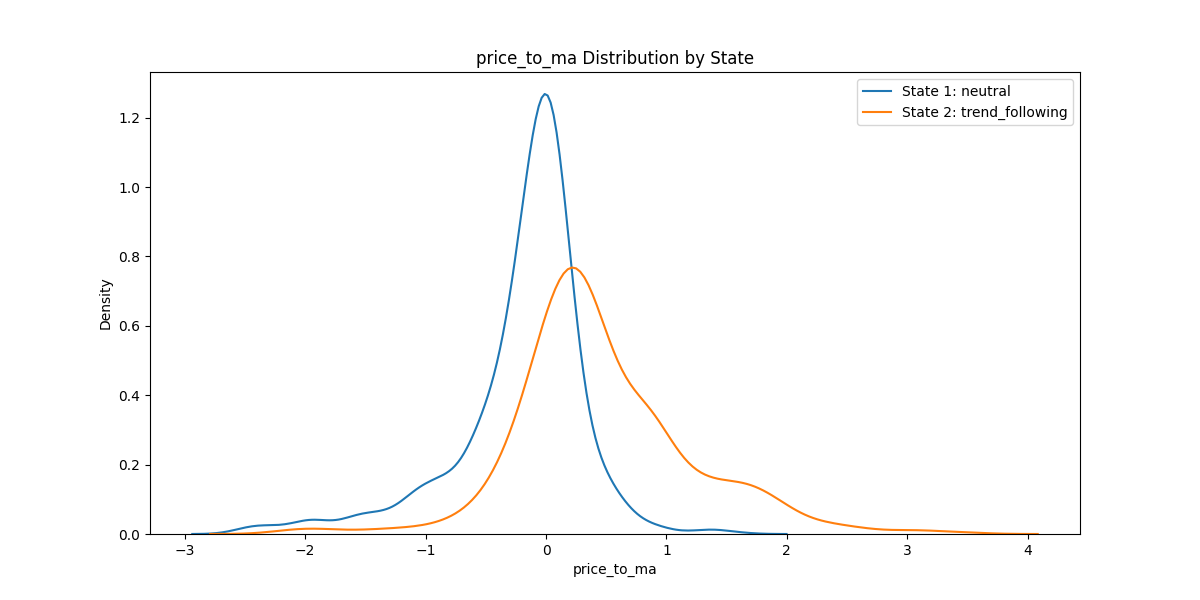 price_to_ma Distribution by State
State 1: neutral
State 2: trend_following
Density
1.2
1.0
0.8
0.6
0.4
0.2
0.0
−3 −2 −1 0 1 2 3 4
price_to_ma